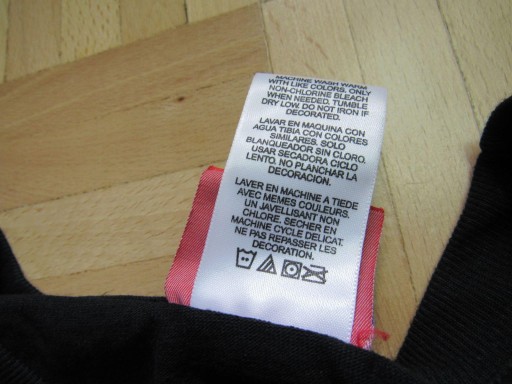 MACHINE WASH WARM
WITH LIKE COLORS. ONLY
NON-CHLORINE BLEACH
WHEN NEEDED. TUMBLE
DRY LOW. DO NOT IRON IF
DECORATED.
LAVAR EN MAQUINA CON
AGUA TIBIA CON COLORES
SIMILARES. SOLO
BLANQUEADOR SIN CLORO.
USAR SECADORA CICLO
LENTO. NO PLANCHAR LA
DECORACION.
LAVER EN MACHINE A TIEDE
AVEC MEMES COULEURS.
UN JAVELLISANT NON
CHLORE. SECHER EN
MACHINE CYCLE DELICAT.
NE PAS REPASSER LES
DECORATION.